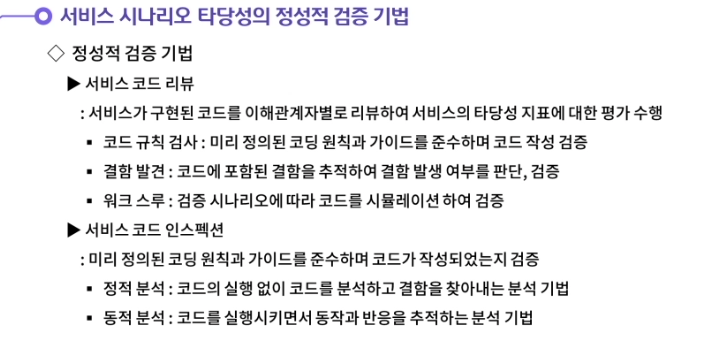 서비스 시나리오 타당성의 정성적 검증 기법
◇ 정성적 검증 기법
▶ 서비스 코드 리뷰
: 서비스가 구현된 코드를 이해관계자별로 리뷰하여 서비스의 타당성 지표에 대한 평가 수행
▪ 코드 규칙 검사 : 미리 정의된 코딩 원칙과 가이드를 준수하며 코드 작성 검증
▪ 결함 발견 : 코드에 포함된 결함을 추적하여 결함 발생 여부를 판단, 검증
▪ 워크 스루 : 검증 시나리오에 따라 코드를 시뮬레이션 하여 검증
▶ 서비스 코드 인스펙션
: 미리 정의된 코딩 원칙과 가이드를 준수하며 코드가 작성되었는지 검증
▪ 정적 분석 : 코드의 실행 없이 코드를 분석하고 결함을 찾아내는 분석 기법
▪ 동적 분석 : 코드를 실행시키면서 동작과 반응을 추적하는 분석 기법